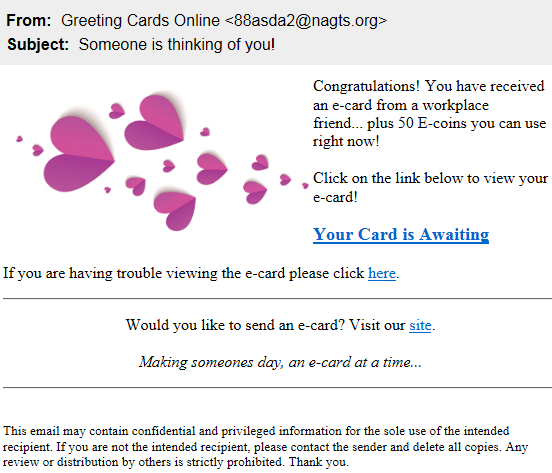 From: Greeting Cards Online <88asda2@nagts.org>
Subject: Someone is thinking of you!
Congratulations! You have received
an e-card from a workplace
friend... plus 50 E-coins you can use
right now!
Click on the link below to view your
e-card!
Your Card is Awaiting
If you are having trouble viewing the e-card please click here.
Would you like to send an e-card? Visit our site.
Making someones day, an e-card at a time...
This email may contain confidential and privileged information for the sole use of the intended
recipient. If you are not the intended recipient, please contact the sender and delete all copies. Any
review or distribution by others is strictly prohibited. Thank you.